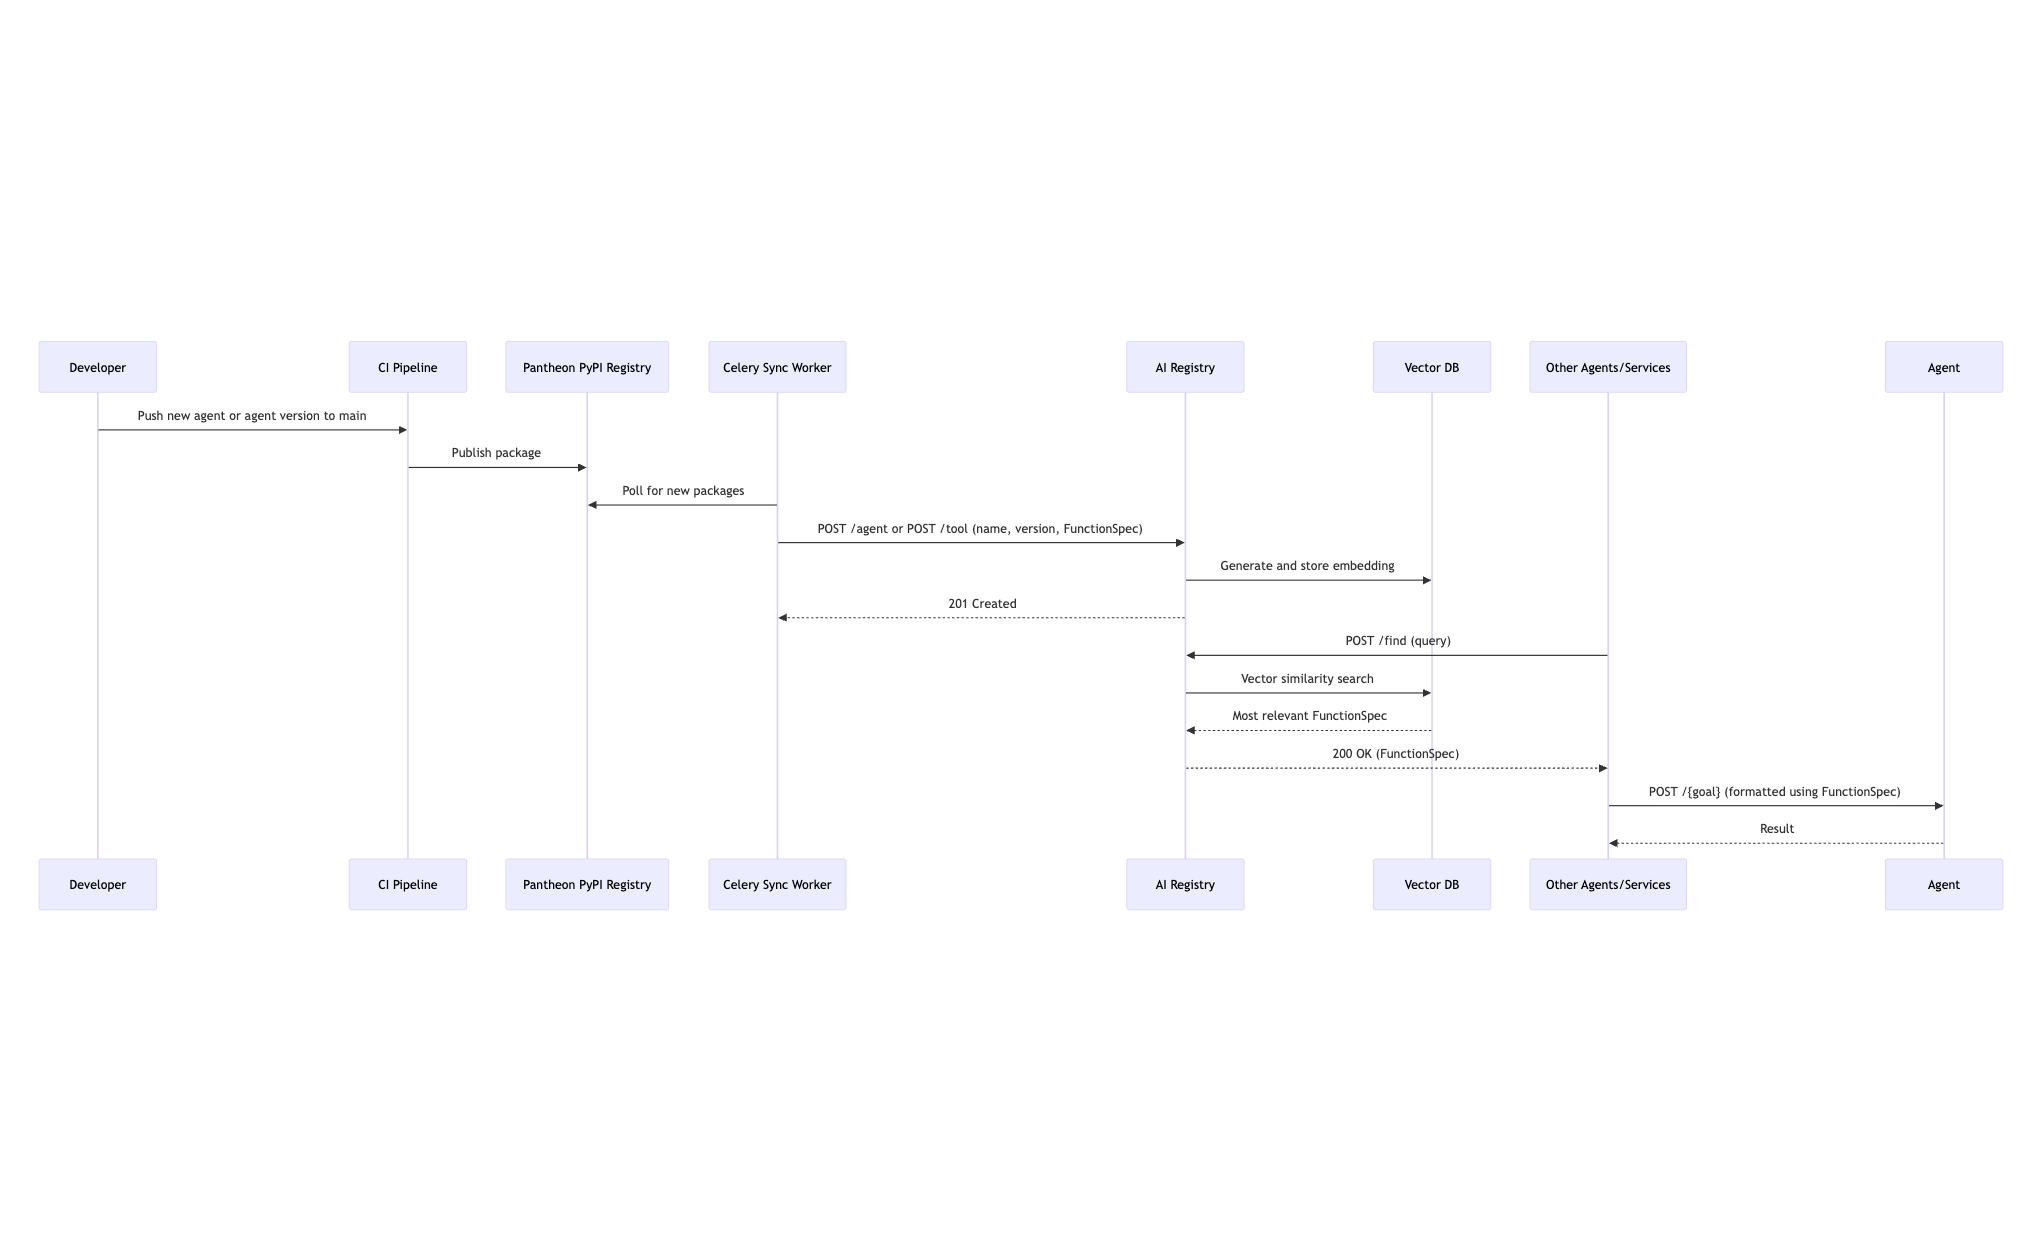 Developer
CI Pipeline
Pantheon PyPI Registry
Celery Sync Worker
AI Registry
Vector DB
Other Agents/Services
Agent
Push new agent or agent version to main
Publish package
Poll for new packages
POST /agent or POST /tool (name, version, FunctionSpec)
Generate and store embedding
201 Created
POST /find (query)
Vector similarity search
Most relevant FunctionSpec
200 OK (FunctionSpec)
POST /{goal} (formatted using FunctionSpec)
Result
Developer
CI Pipeline
Pantheon PyPI Registry
Celery Sync Worker
AI Registry
Vector DB
Other Agents/Services
Agent